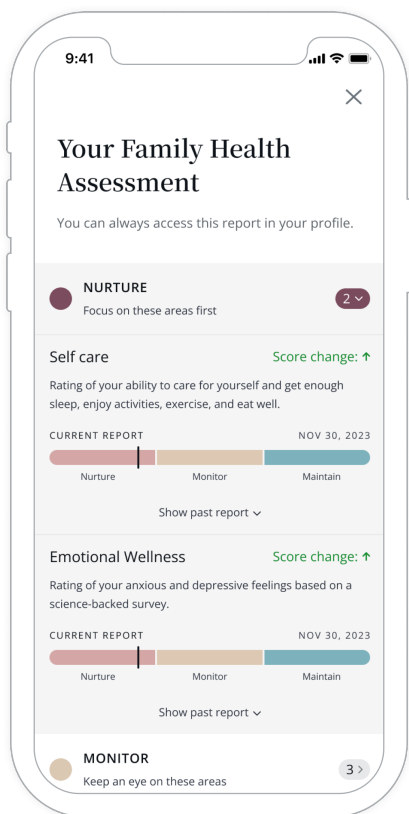 9:41
Your Family Health
Assessment
You can always access this report in your profile.
NURTURE
2
Focus on these areas first
Self care
Score change:
Rating of your ability to care for yourself and get enough
sleep, enjoy activities, exercise, and eat well.
CURRENT REPORT
NOV 30, 2023
Nurture
Monitor
Maintain
Show past report
Emotional Wellness
Score change:
Rating of your anxious and depressive feelings based on a
science-backed survey.
CURRENT REPORT
NOV 30, 2023
Nurture
Monitor
Maintain
Show past report
MONITOR
3
Keep an eye on these areas